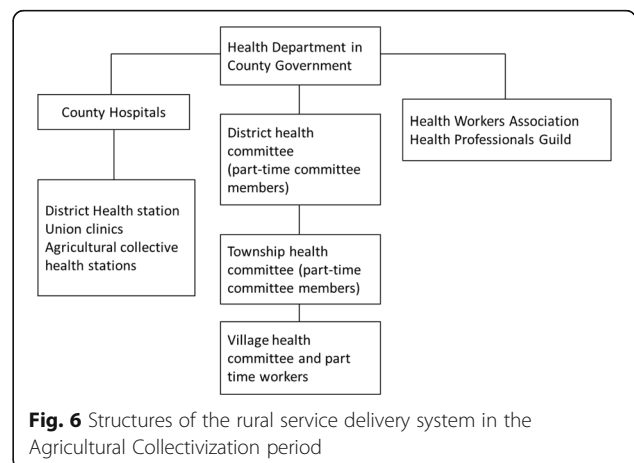 Health Department in
County Government
County Hospitals
District health
committee
(part-time committee
members)
Health Workers Association
Health Professionals Guild
District Health station
Union clinics
Agricultural collective
health stations
Township health
committee (part-time
committee members)
Village health
committee and part
time workers
Fig. 6 Structures of the rural service delivery system in the
Agricultural Collectivization period